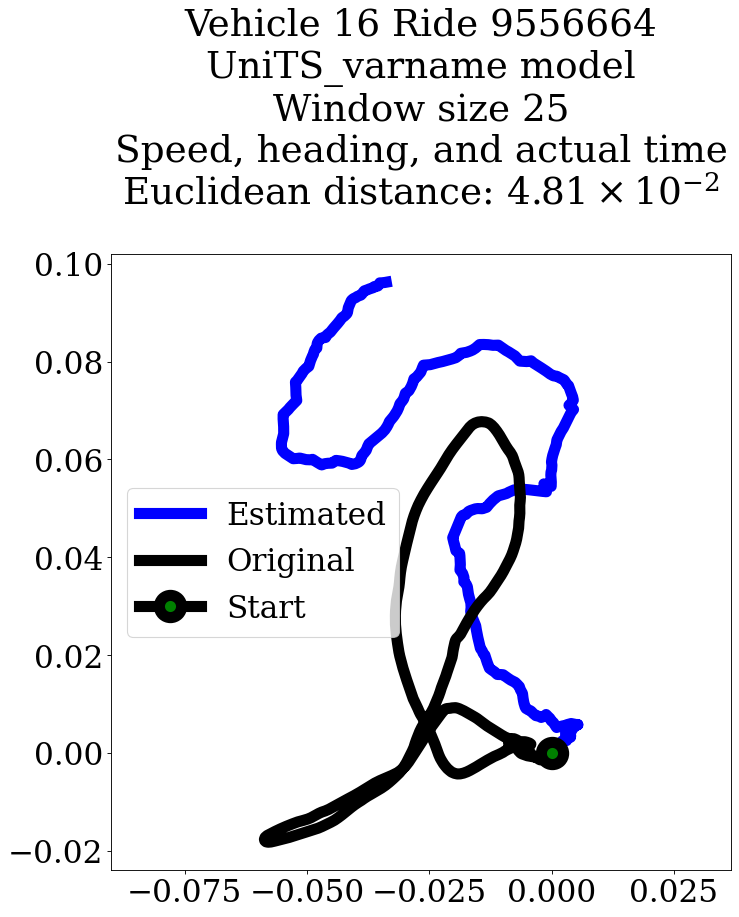 Vehicle 16 Ride 9556664
UniTS_varname model
Window size 25
Speed, heading, and actual time
Euclidean distance: 4.81 × 10⁻²
0.10
0.08
0.06
0.04
0.02
0.00
−0.02
Estimated
Original
Start
−0.075 −0.050 −0.025 0.000 0.025